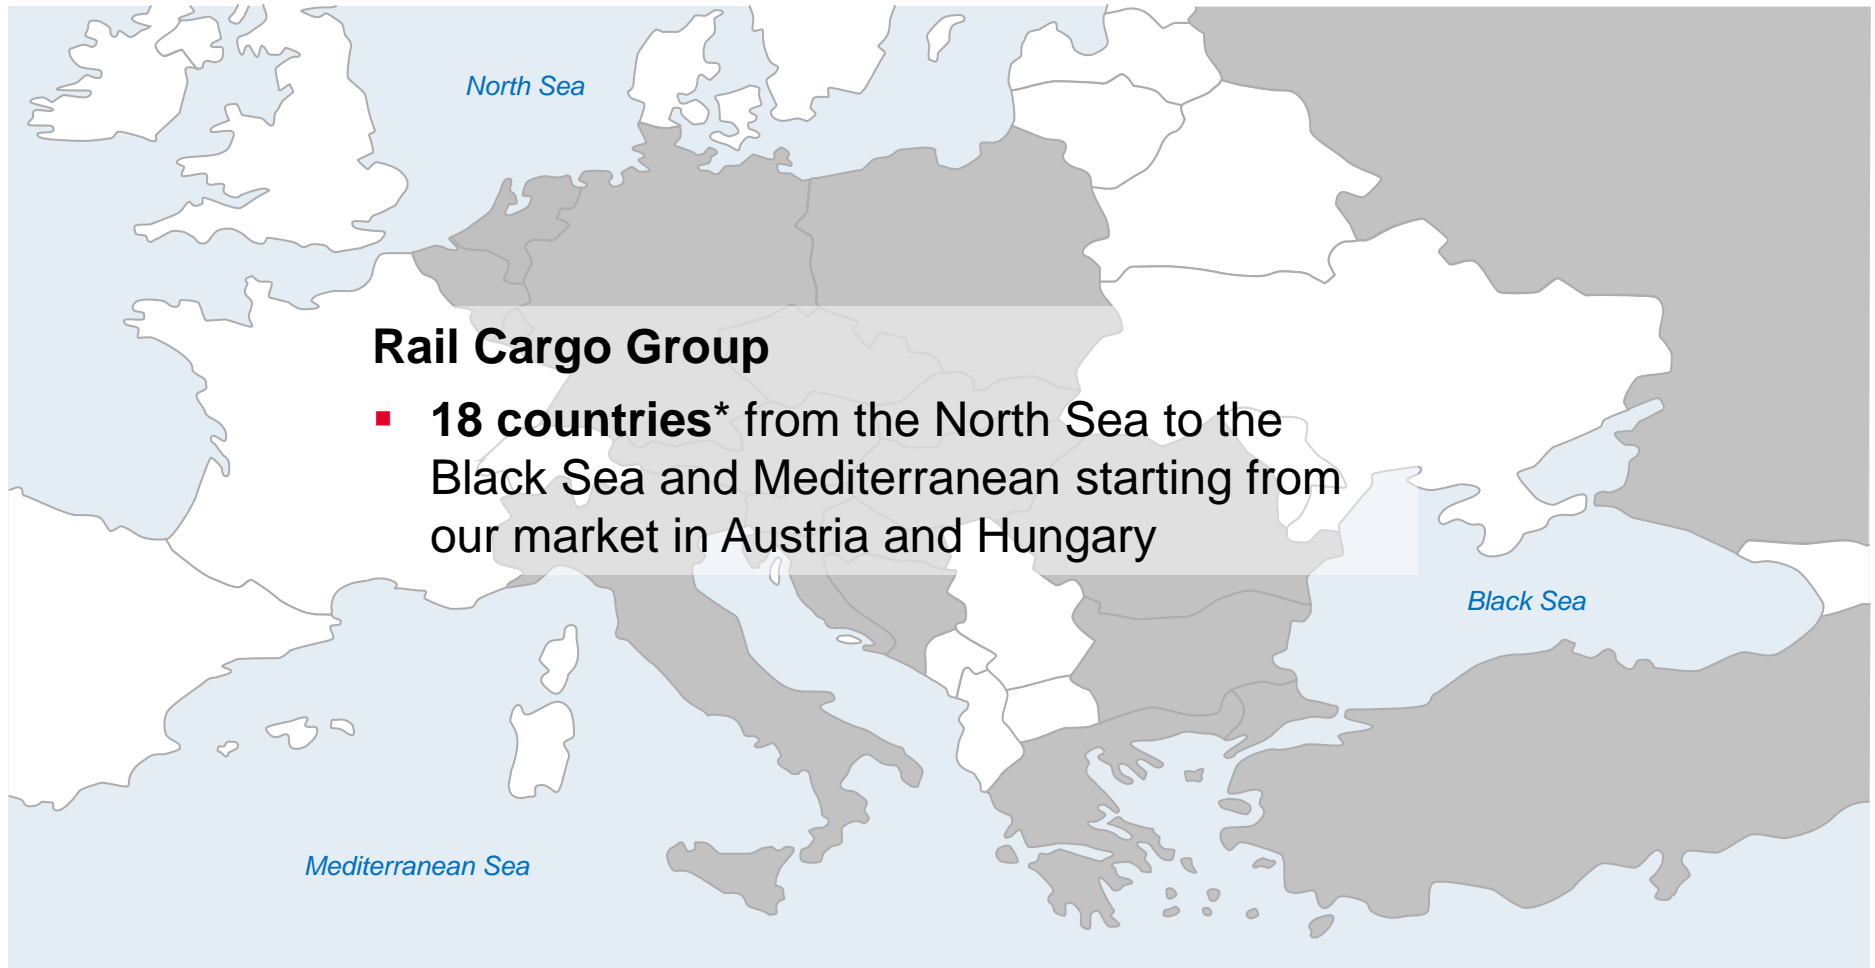 North Sea
Rail Cargo Group
▪ 18 countries* from the North Sea to the
Black Sea and Mediterranean starting from
our market in Austria and Hungary
Black Sea
Mediterranean Sea